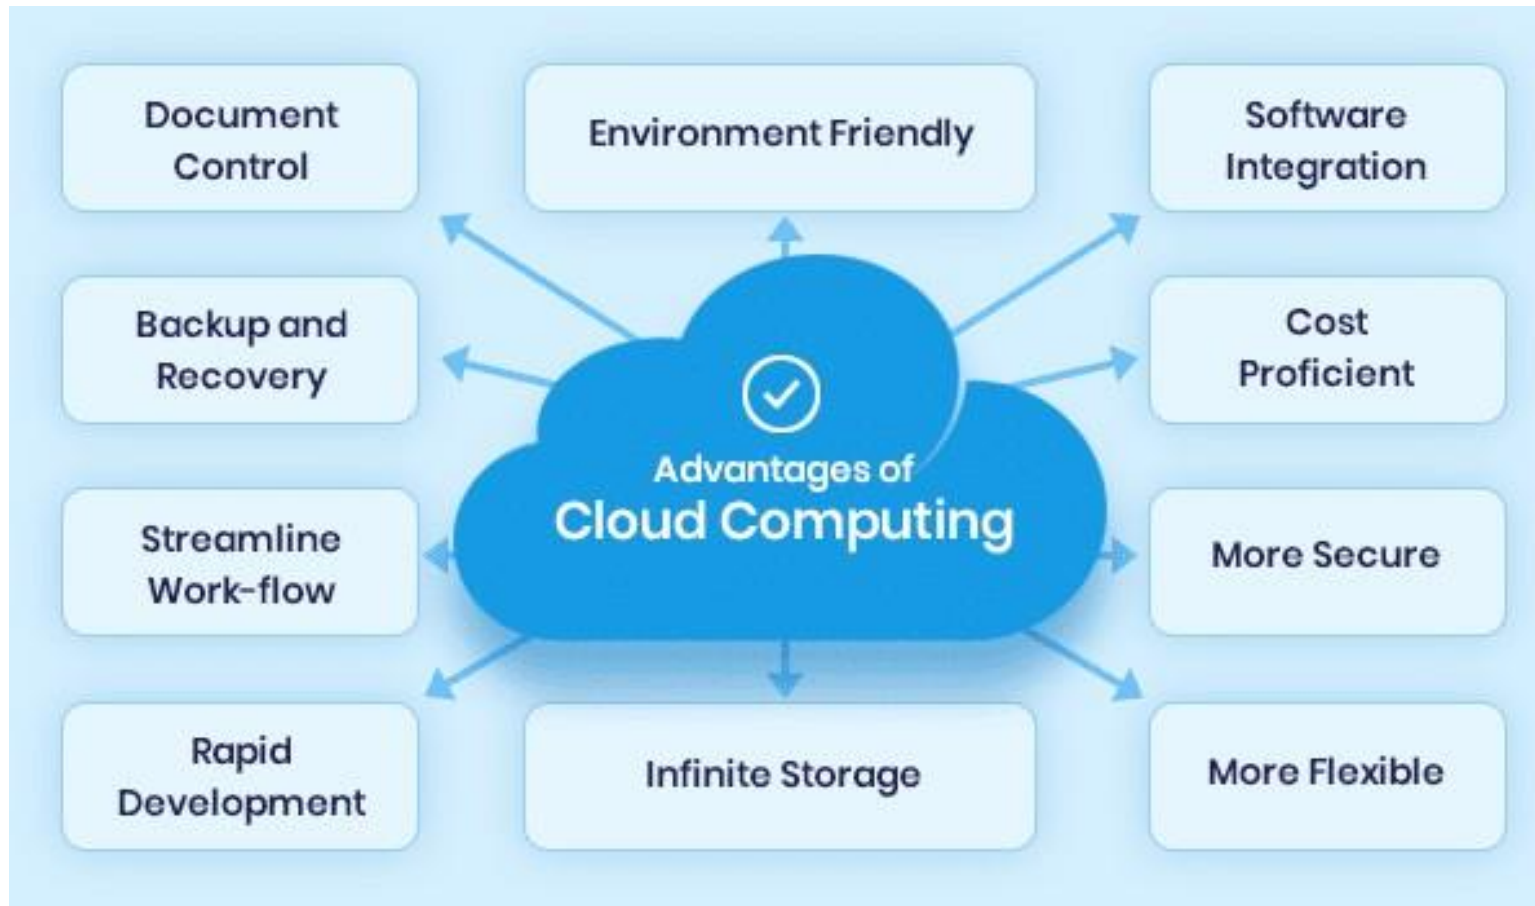 Document
Control
Environment Friendly
Software
Integration
Backup and
Recovery
Cost
Proficient
Advantages of
Cloud Computing
Streamline
Work-flow
More Secure
Rapid
Development
Infinite Storage
More Flexible